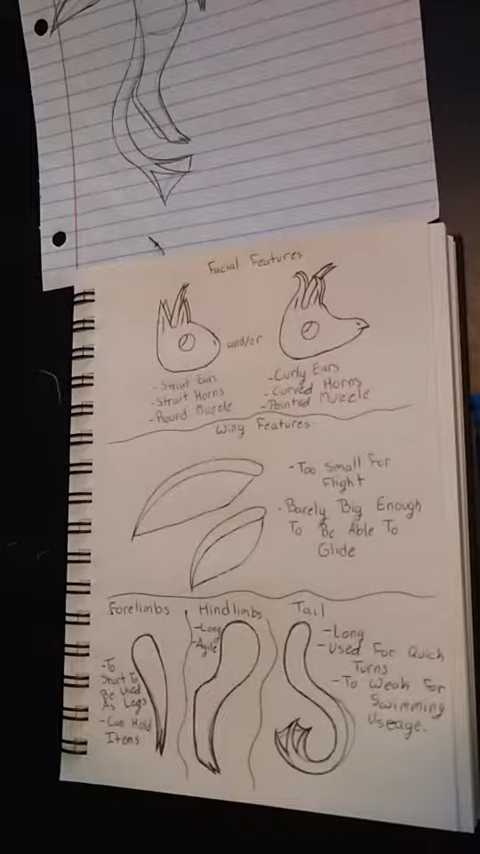 Facial Features
and/or
- Strait Ears
- Strait Horns
- Round Muzzle
- Curly Ears
- Curved Horns
- Pointed Muzzle
Wing Features
- Too Small For
Flight
- Barely Big Enough
To Be Able To
Glide
Forelimbs
- To
Short To
Be Used
As Legs
- Can Hold
Items
Hindlimbs
- Long
- Agile
Tail
- Long
- Used For Quick
Turns
- To Weak For
Swimming
Useage.